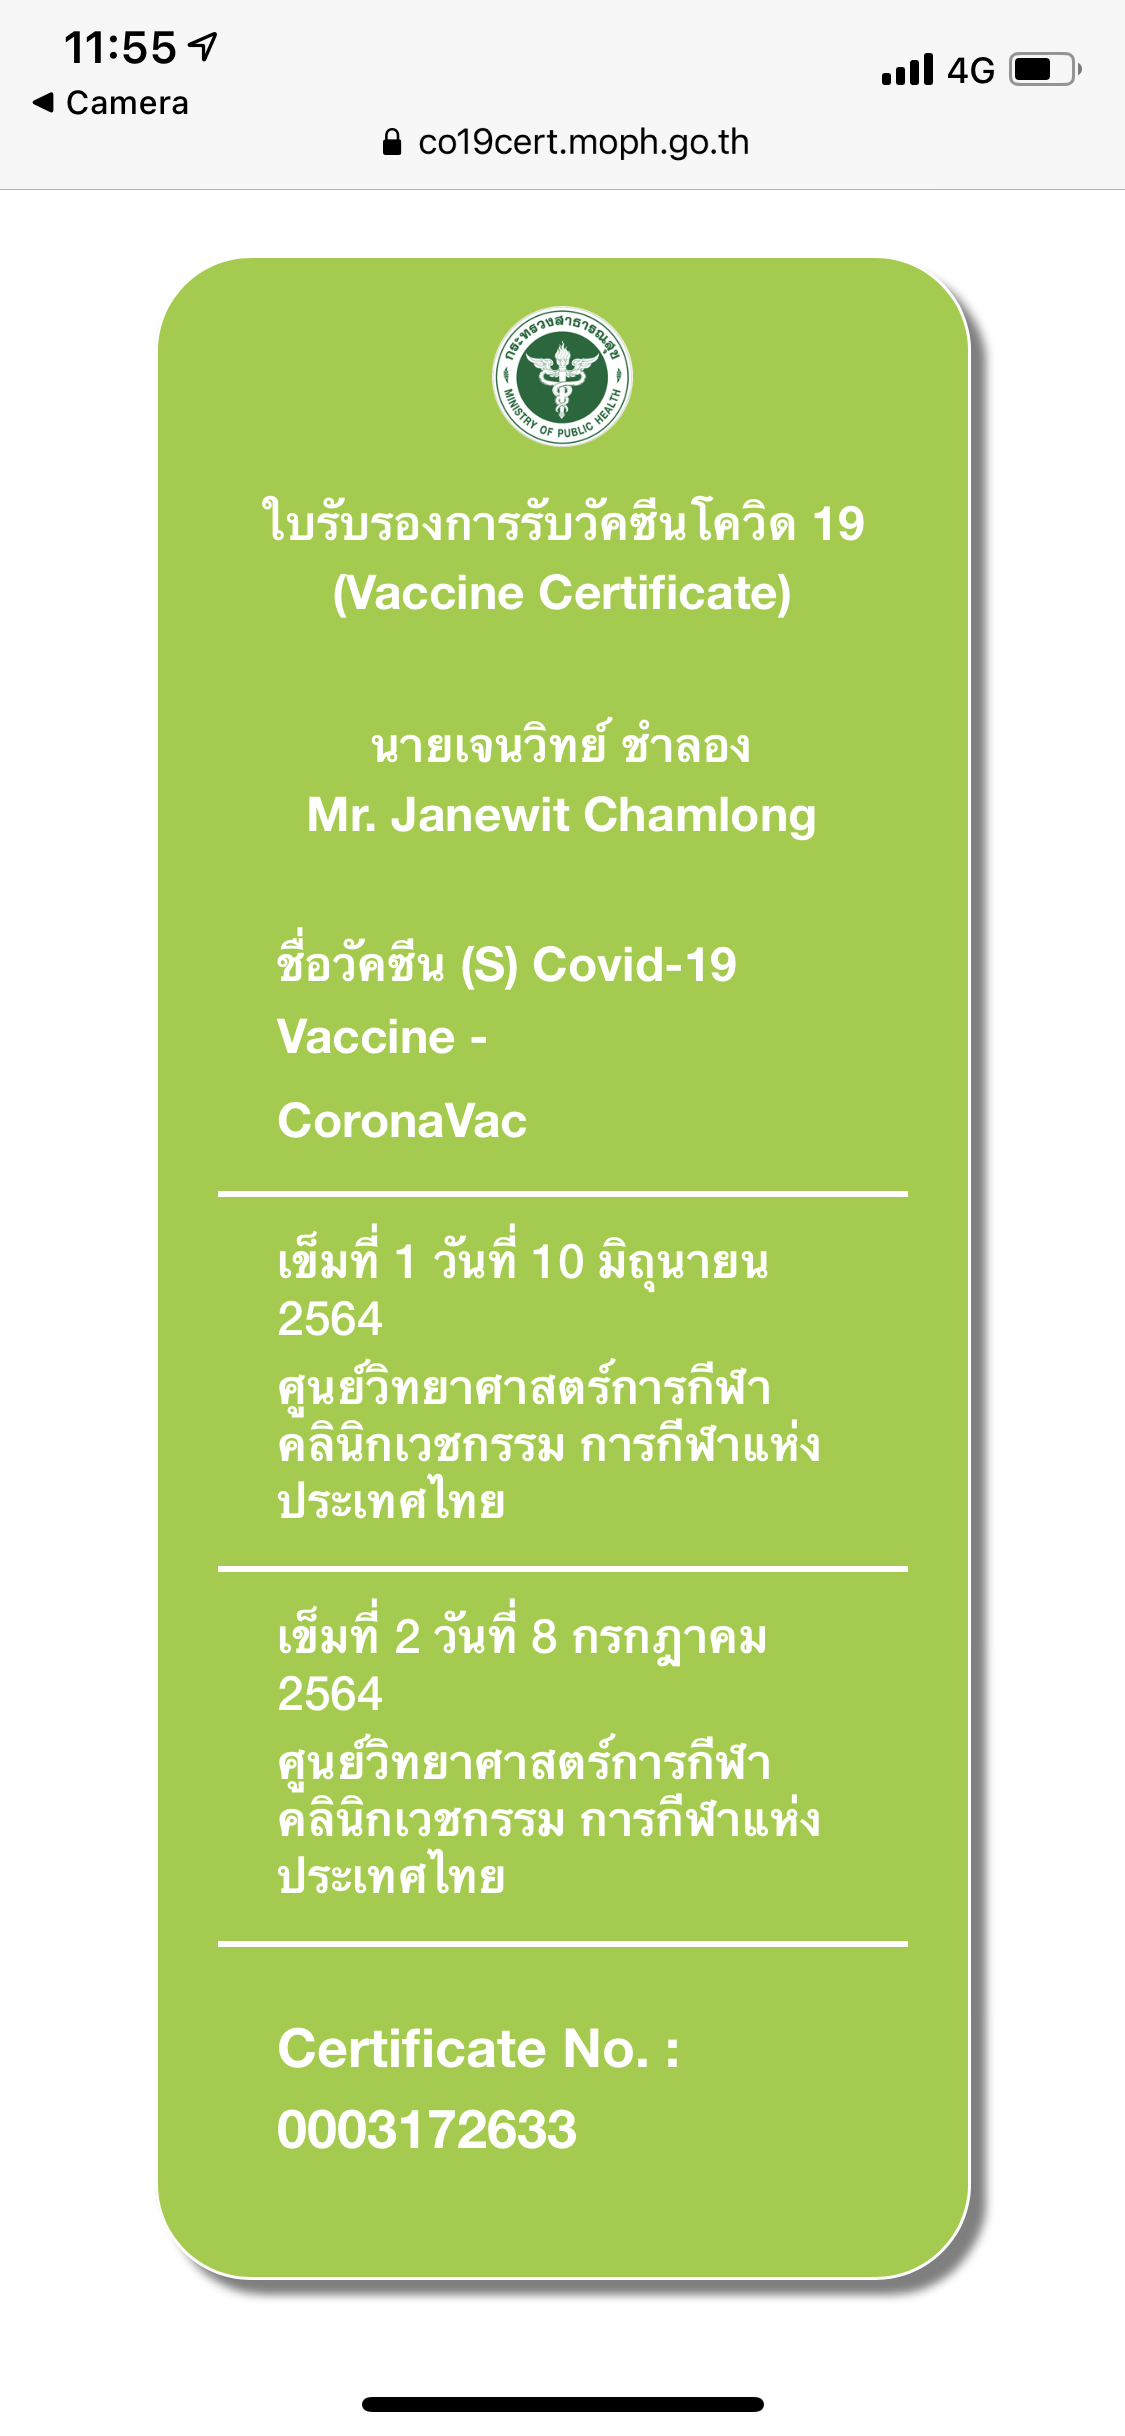 11:55
Camera
4G
co19cert.moph.go.th
กระทรวงสาธารณสุข
MINISTRY OF PUBLIC HEALTH
ใบรับรองการรับวัคซีนโควิด 19
(Vaccine Certificate)
นายเจนวิทย์ ชำลอง
Mr. Janewit Chamlong
ชื่อวัคซีน (S) Covid-19
Vaccine -
CoronaVac
เข็มที่ 1 วันที่ 10 มิถุนายน
2564
ศูนย์วิทยาศาสตร์การกีฬา
คลินิกเวชกรรม การกีฬาแห่ง
ประเทศไทย
เข็มที่ 2 วันที่ 8 กรกฎาคม
2564
ศูนย์วิทยาศาสตร์การกีฬา
คลินิกเวชกรรม การกีฬาแห่ง
ประเทศไทย
Certificate No. :
0003172633